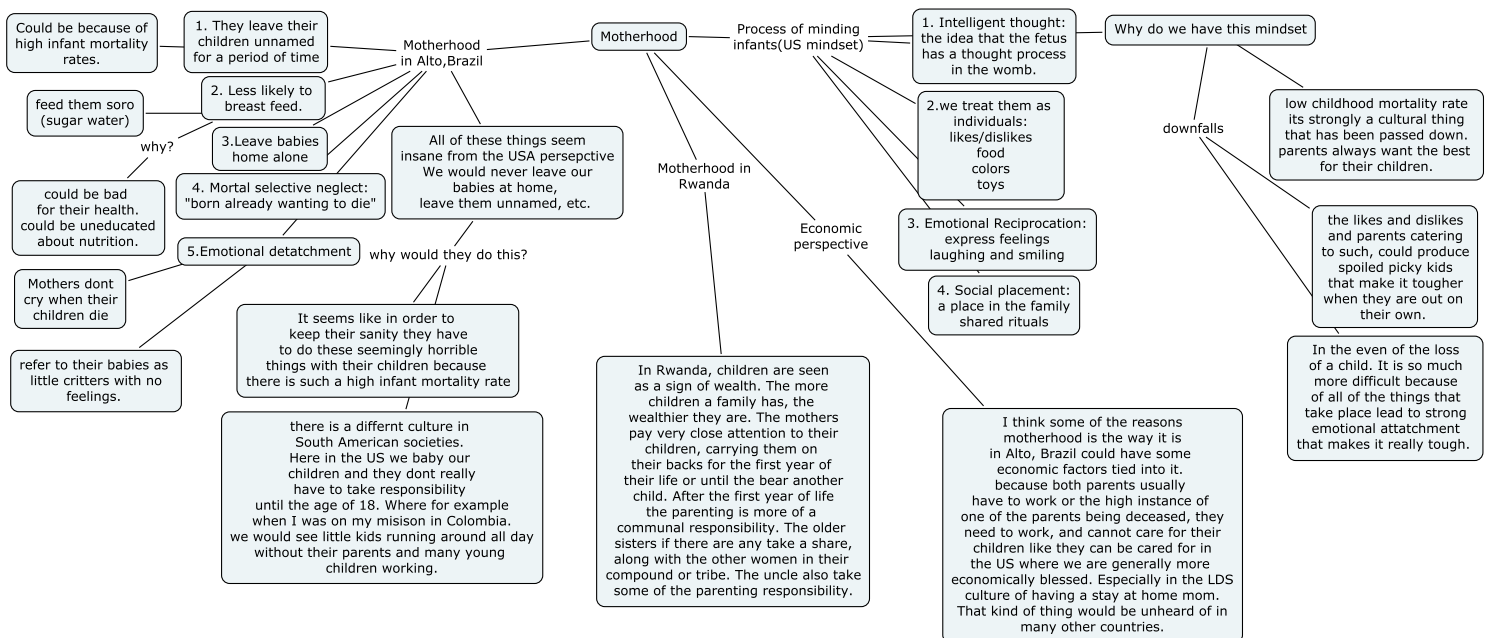 Could be because of
high infant mortality
rates.
1. They leave their
children unnamed
for a period of time
Motherhood
in Alto,Brazil
Motherhood
Process of minding
infants(US mindset)
1. Intelligent thought:
the idea that the fetus
has a thought process
in the womb.
Why do we have this mindset
feed them soro
(sugar water)
2. Less likely to
breast feed.
why?
3.Leave babies
home alone
could be bad
for their health.
could be uneducated
about nutrition.
4. Mortal selective neglect:
"born already wanting to die"
5.Emotional detatchment
Mothers dont
cry when their
children die
refer to their babies as
little critters with no
feelings.
All of these things seem
insane from the USA persepctive
We would never leave our
babies at home,
leave them unnamed, etc.
why would they do this?
It seems like in order to
keep their sanity they have
to do these seemingly horrible
things with their children because
there is such a high infant mortality rate
there is a differnt culture in
South American societies.
Here in the US we baby our
children and they dont really
have to take responsibility
until the age of 18. Where for example
when I was on my misison in Colombia.
we would see little kids running around all day
without their parents and many young
children working.
Motherhood in
Rwanda
In Rwanda, children are seen
as a sign of wealth. The more
children a family has, the
wealthier they are. The mothers
pay very close attention to their
children, carrying them on
their backs for the first year of
their life or until the bear another
child. After the first year of life
the parenting is more of a
communal responsibility. The older
sisters if there are any take a share,
along with the other women in their
compound or tribe. The uncle also take
some of the parenting responsibility.
Economic
perspective
I think some of the reasons
motherhood is the way it is
in Alto, Brazil could have some
economic factors tied into it.
because both parents usually
have to work or the high instance of
one of the parents being deceased, they
need to work, and cannot care for their
children like they can be cared for in
the US where we are generally more
economically blessed. Especially in the LDS
culture of having a stay at home mom.
That kind of thing would be unheard of in
many other countries.
2.we treat them as
individuals:
likes/dislikes
food
colors
toys
3. Emotional Reciprocation:
express feelings
laughing and smiling
4. Social placement:
a place in the family
shared rituals
downfalls
low childhood mortality rate
its strongly a cultural thing
that has been passed down.
parents always want the best
for their children.
the likes and dislikes
and parents catering
to such, could produce
spoiled picky kids
that make it tougher
when they are out on
their own.
In the even of the loss
of a child. It is so much
more difficult because
of all of the things that
take place lead to strong
emotional attatchment
that makes it really tough.